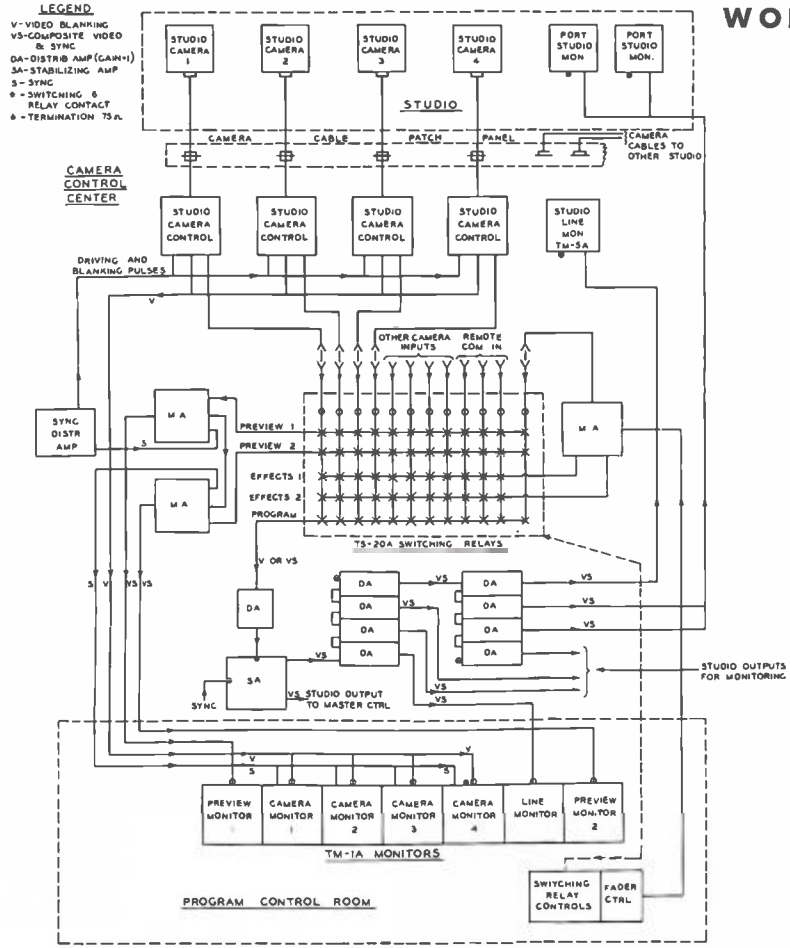 LEGEND
V - VIDEO BLANKING
VS - COMPOSITE VIDEO
& SYNC
DA - DISTRIB AMP (GAIN=1)
SA - STABILIZING AMP
S - SYNC
- SWITCHING &
RELAY CONTACT
- TERMINATION 75Ω
WO
STUDIO CAMERA 1
STUDIO CAMERA 2
STUDIO CAMERA 3
STUDIO CAMERA 4
PORT STUDIO MON
PORT STUDIO MON.
STUDIO
CAMERA CABLE PATCH PANEL
CAMERA
CABLES TO
OTHER STUDIO
CAMERA
CONTROL
CENTER
STUDIO CAMERA CONTROL
STUDIO CAMERA CONTROL
STUDIO CAMERA CONTROL
STUDIO CAMERA CONTROL
STUDIO LINE MON TM-5A
DRIVING AND
BLANKING PULSES
V
OTHER CAMERA
INPUTS
REMOTE
COM IN
SYNC
DISTR
AMP
S
M A
M A
M A
PREVIEW 1
PREVIEW 2
EFFECTS 1
EFFECTS 2
PROGRAM
TS-20A SWITCHING RELAYS
S V VS VS
V OR VS
DA
SA
SYNC
VS
VS
STUDIO OUTPUT
TO MASTER CTRL
DA VS DA VS
DA VS DA VS
DA DA VS
DA DA
VS
VS
VS
STUDIO OUTPUTS
FOR MONITORING
V
V
S
S
PREVIEW MONITOR 1
CAMERA MONITOR 1
CAMERA MONITOR 2
CAMERA MONITOR 3
CAMERA MONITOR 4
LINE MONITOR
PREVIEW MONITOR 2
TM-1A MONITORS
SWITCHING RELAY CONTROLS
FADER CTRL
PROGRAM CONTROL ROOM